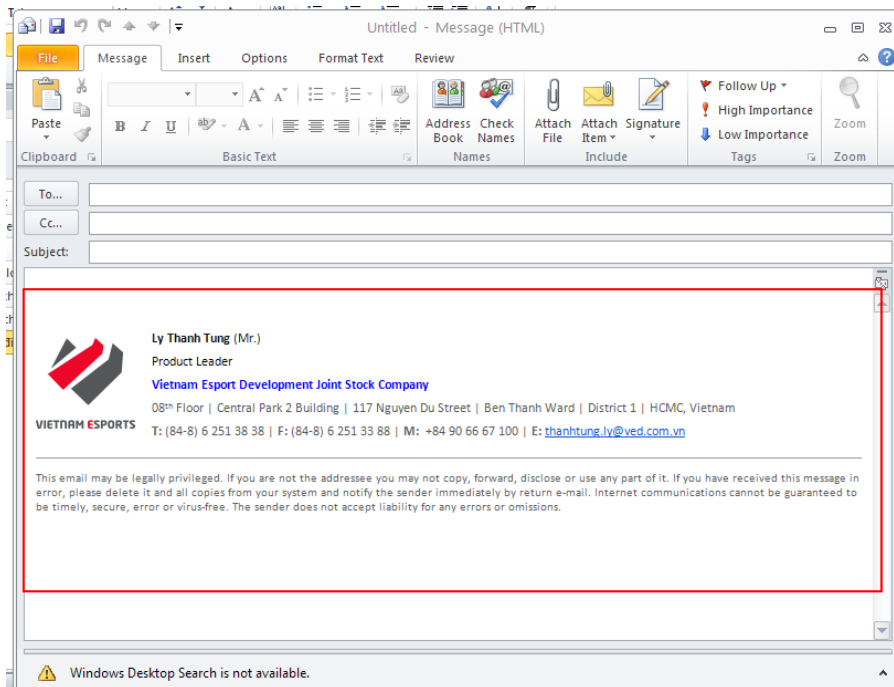 Untitled - Message (HTML)
File Message Insert Options Format Text Review
Paste
Clipboard
B I U
Basic Text
Address Book
Check Names
Names
Attach File
Attach Item
Signature
Include
Follow Up
High Importance
Low Importance
Tags
Zoom
Zoom
To...
Cc...
Subject:
VIETNAM ESPORTS
Ly Thanh Tung (Mr.)
Product Leader
Vietnam Esport Development Joint Stock Company
08th Floor | Central Park 2 Building | 117 Nguyen Du Street | Ben Thanh Ward | District 1 | HCMC, Vietnam
T: (84-8) 6 251 38 38 | F: (84-8) 6 251 33 88 | M: +84 90 66 67 100 | E: thanhtung.ly@ved.com.vn
This email may be legally privileged. If you are not the addressee you may not copy, forward, disclose or use any part of it. If you have received this message in
error, please delete it and all copies from your system and notify the sender immediately by return e-mail. Internet communications cannot be guaranteed to
be timely, secure, error or virus-free. The sender does not accept liability for any errors or omissions.
Windows Desktop Search is not available.